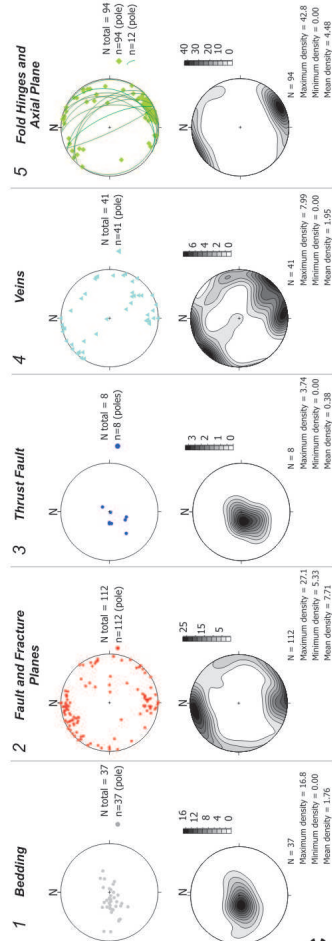 1 Bedding
N
N total = 37
n=37 (pole)
N
16
12
8
4
0
N = 37
Maximum density = 16.8
Minimum density = 0.00
Mean density = 1.76
2 Fault and Fracture
Planes
N
N total = 112
n=112 (pole)
N
25
15
5
N = 112
Maximum density = 27.1
Minimum density = 5.33
Mean density = 7.71
3 Thrust Fault
N
N total = 8
n=8 (poles)
N
3
2
1
0
N = 8
Maximum density = 3.74
Minimum density = 0.00
Mean density = 0.38
4 Veins
N
N total = 41
n=41 (pole)
N
6
4
2
0
N = 41
Maximum density = 7.99
Minimum density = 0.00
Mean density = 1.95
5 Fold Hinges and
Axial Plane
N
N total = 94
n=94 (pole)
n=12 (pole)
N
40
30
20
10
0
N = 94
Maximum density = 42.8
Minimum density = 0.00
Mean density = 4.48